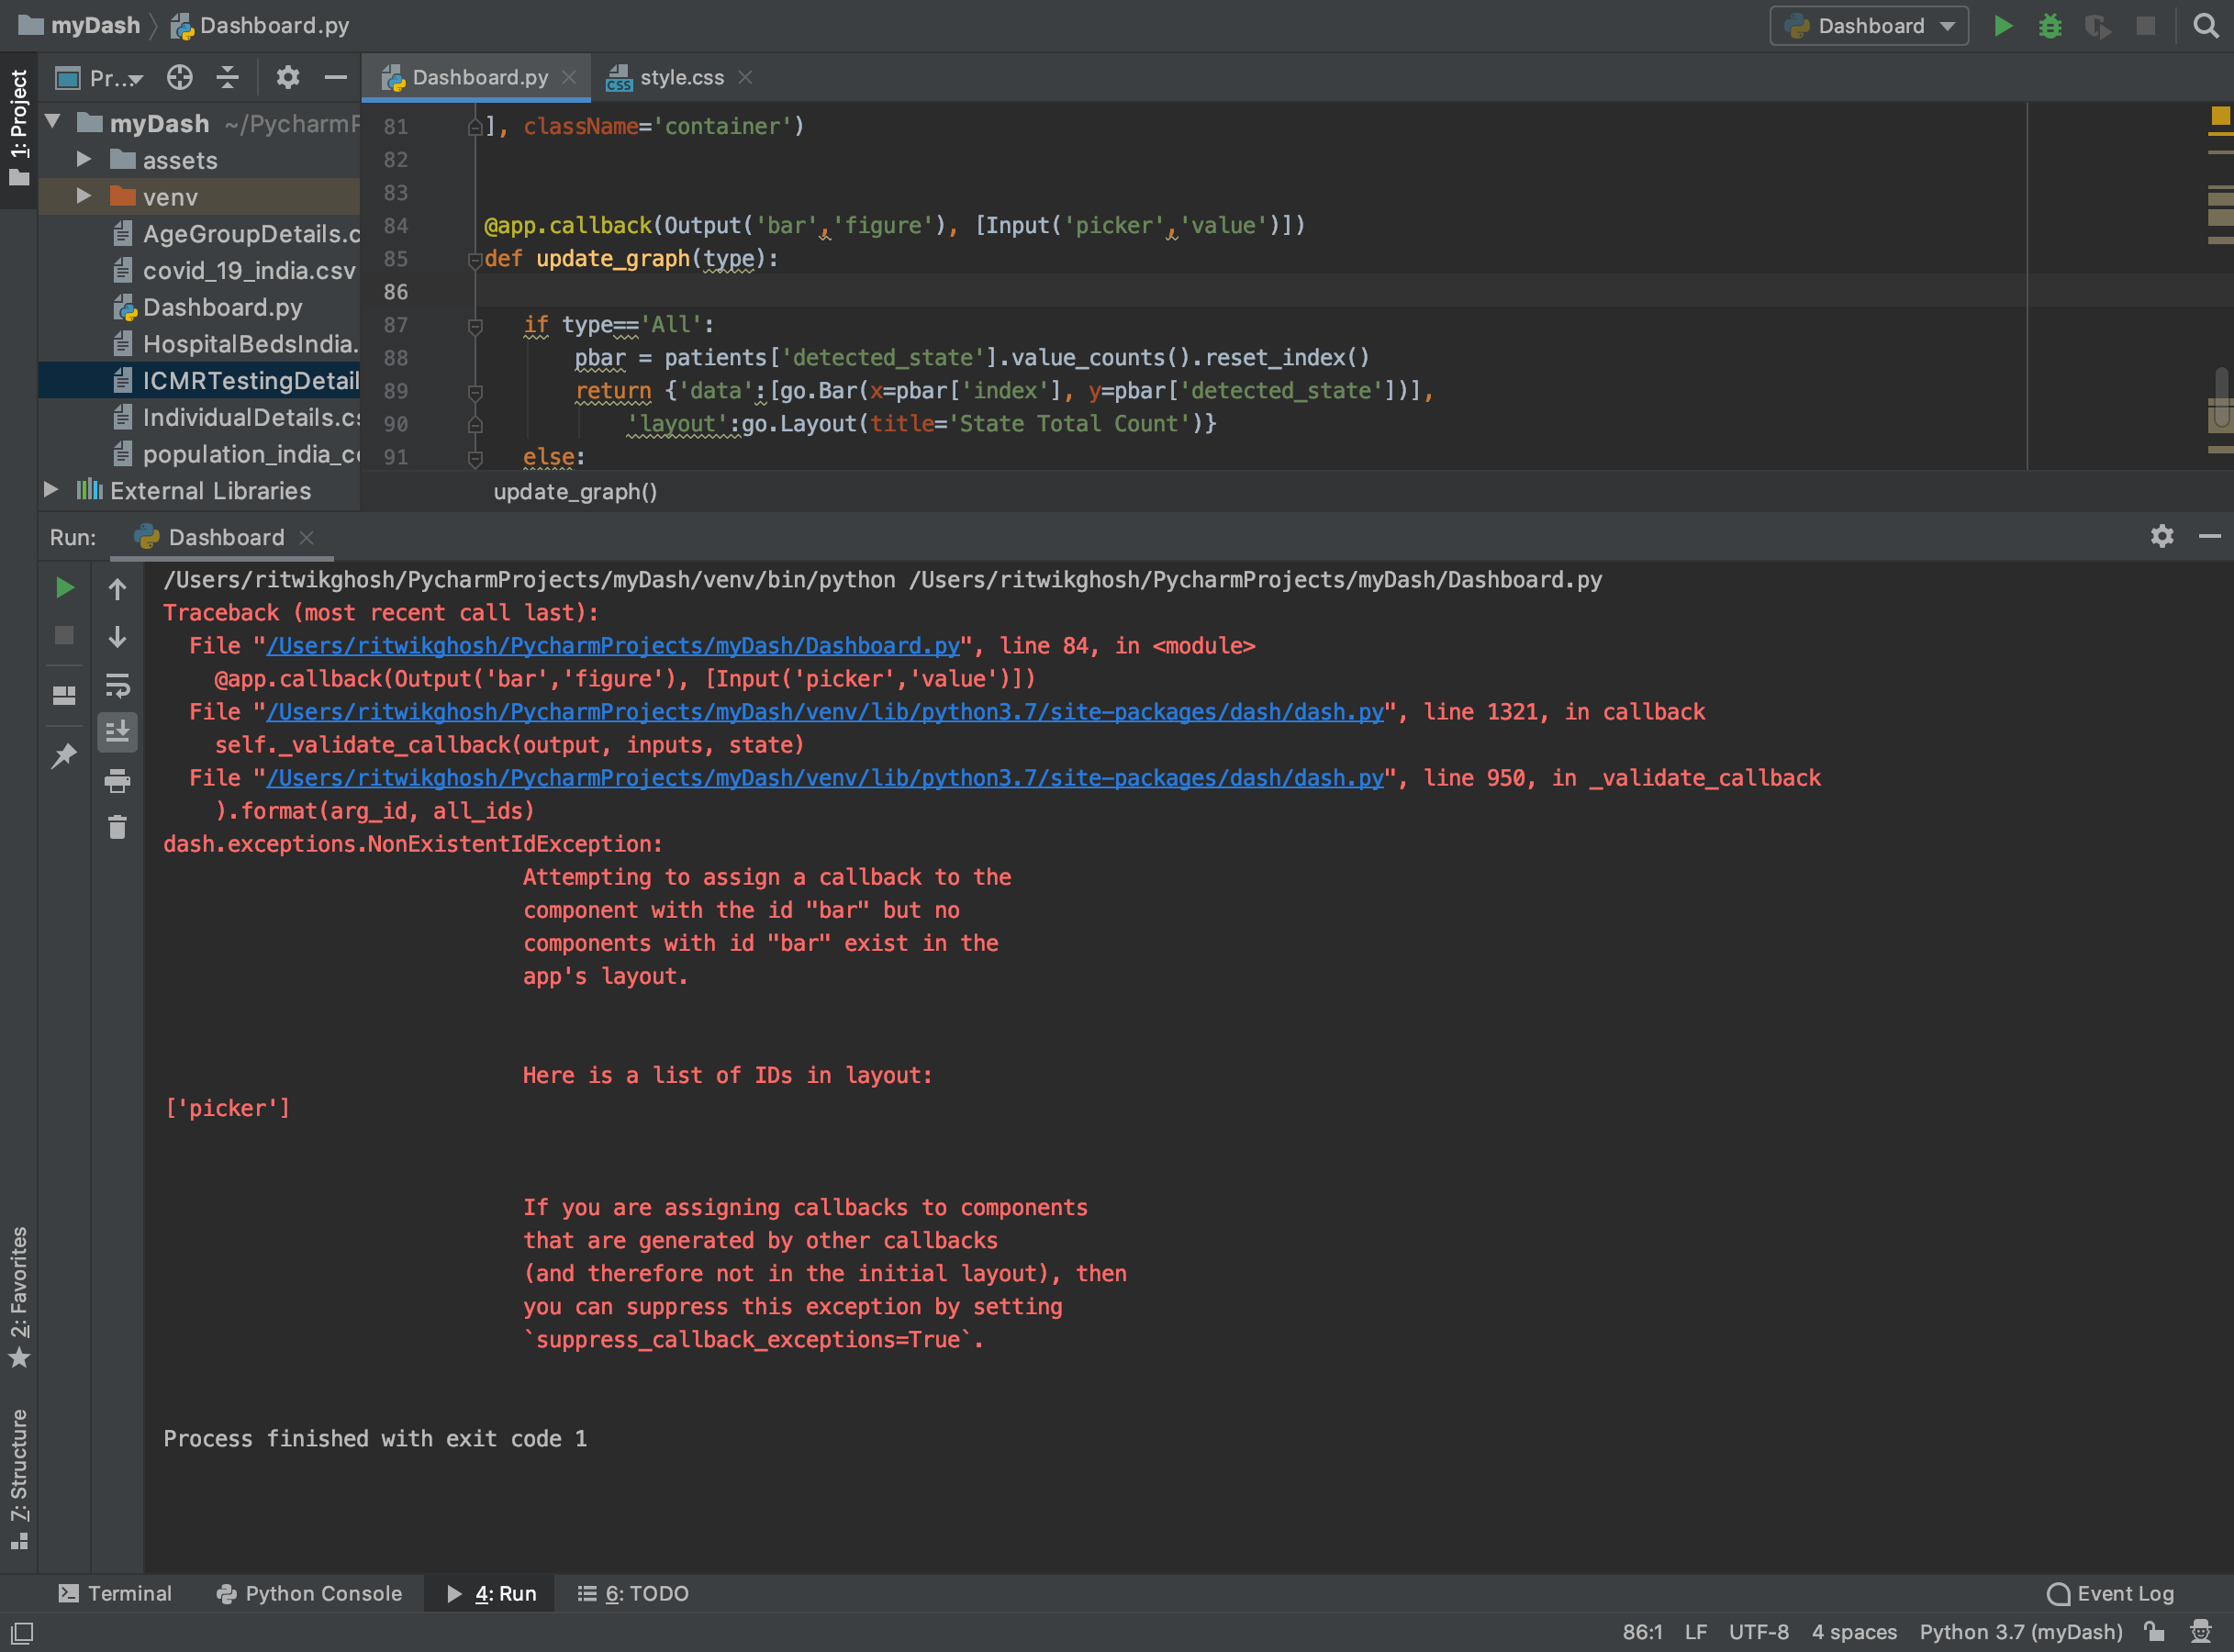 myDash Dashboard.py
Dashboard
1: Project
Pr...
Dashboard.py
style.css
myDash ~/PycharmP
assets
venv
AgeGroupDetails.c
covid_19_india.csv
Dashboard.py
HospitalBedsIndia.
ICMRTestingDetail
IndividualDetails.cs
population_india_ce
External Libraries
81 ], className='container')
82
83
84 @app.callback(Output('bar','figure'), [Input('picker','value')])
85 def update_graph(type):
86
87 if type=='All':
88 pbar = patients['detected_state'].value_counts().reset_index()
89 return {'data':[go.Bar(x=pbar['index'], y=pbar['detected_state'])],
90 'layout':go.Layout(title='State Total Count')}
91 else:
update_graph()
Run: Dashboard
/Users/ritwikghosh/PycharmProjects/myDash/venv/bin/python /Users/ritwikghosh/PycharmProjects/myDash/Dashboard.py
Traceback (most recent call last):
File "/Users/ritwikghosh/PycharmProjects/myDash/Dashboard.py", line 84, in <module>
@app.callback(Output('bar','figure'), [Input('picker','value')])
File "/Users/ritwikghosh/PycharmProjects/myDash/venv/lib/python3.7/site-packages/dash/dash.py", line 1321, in callback
self._validate_callback(output, inputs, state)
File "/Users/ritwikghosh/PycharmProjects/myDash/venv/lib/python3.7/site-packages/dash/dash.py", line 950, in _validate_callback
).format(arg_id, all_ids)
dash.exceptions.NonExistentIdException:
Attempting to assign a callback to the
component with the id "bar" but no
components with id "bar" exist in the
app's layout.
Here is a list of IDs in layout:
['picker']
If you are assigning callbacks to components
that are generated by other callbacks
(and therefore not in the initial layout), then
you can suppress this exception by setting
`suppress_callback_exceptions=True`.
Process finished with exit code 1
2: Favorites
7: Structure
Terminal
Python Console
4: Run
6: TODO
Event Log
86:1 LF UTF-8 4 spaces Python 3.7 (myDash)